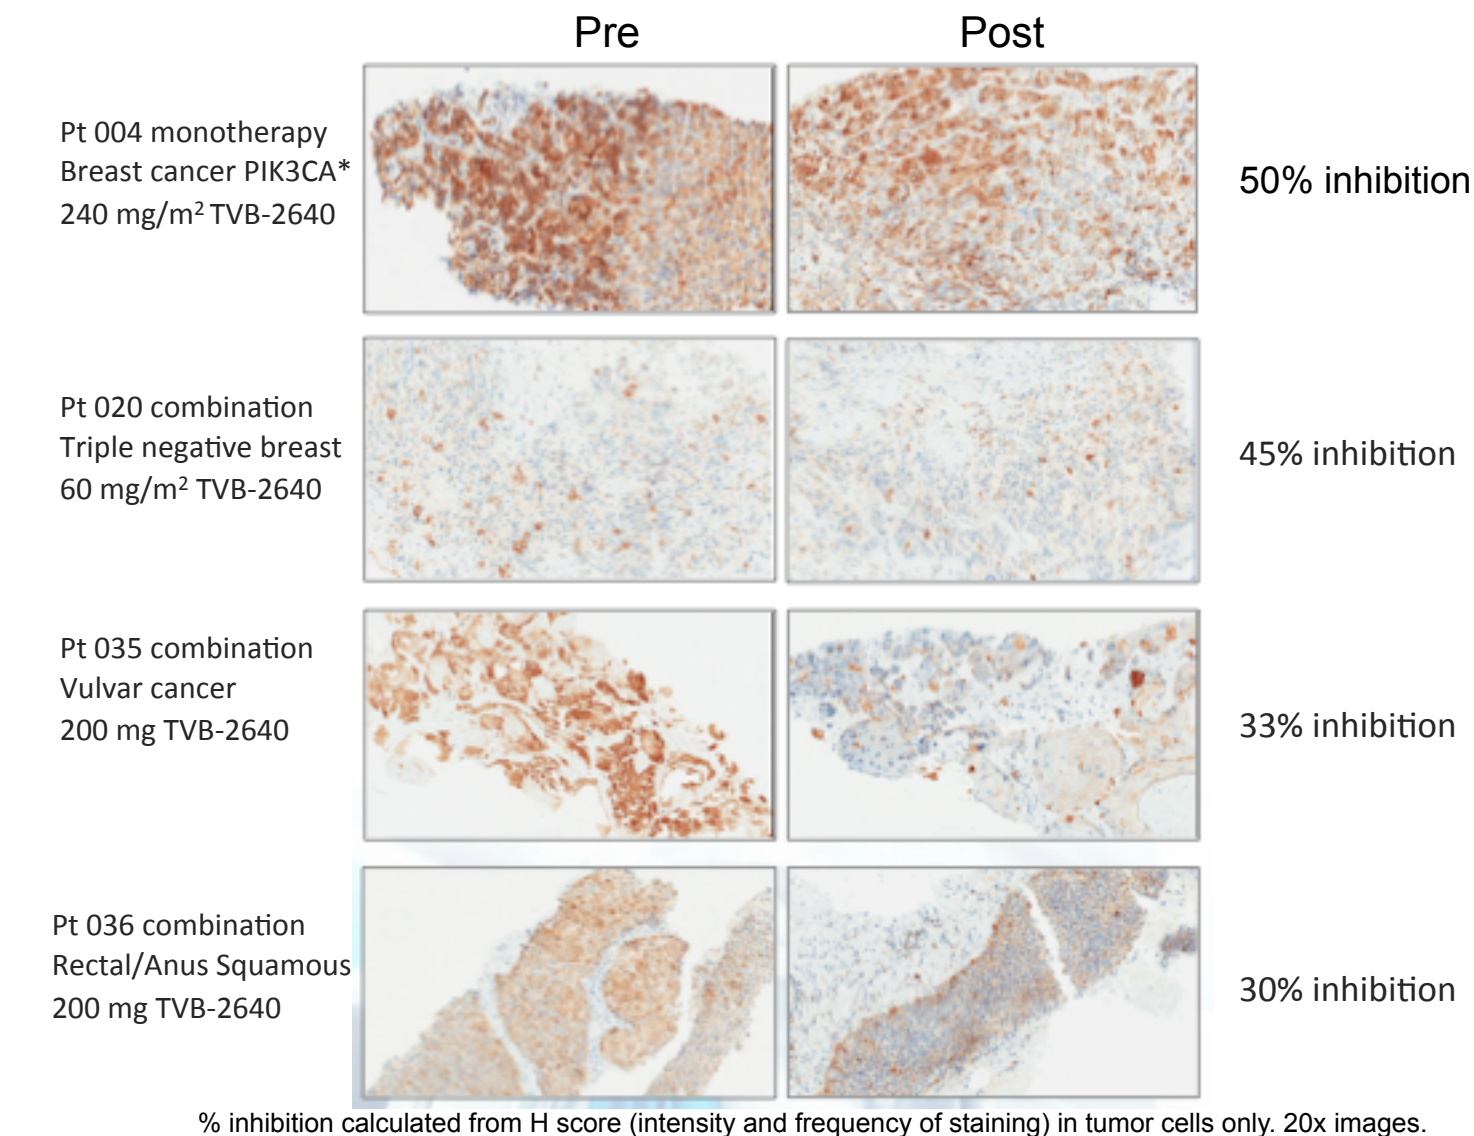 Pre
Post
Pt 004 monotherapy
Breast cancer PIK3CA*
240 mg/m² TVB-2640
50% inhibition
Pt 020 combination
Triple negative breast
60 mg/m² TVB-2640
45% inhibition
Pt 035 combination
Vulvar cancer
200 mg TVB-2640
33% inhibition
Pt 036 combination
Rectal/Anus Squamous
200 mg TVB-2640
30% inhibition
% inhibition calculated from H score (intensity and frequency of staining) in tumor cells only. 20x images.